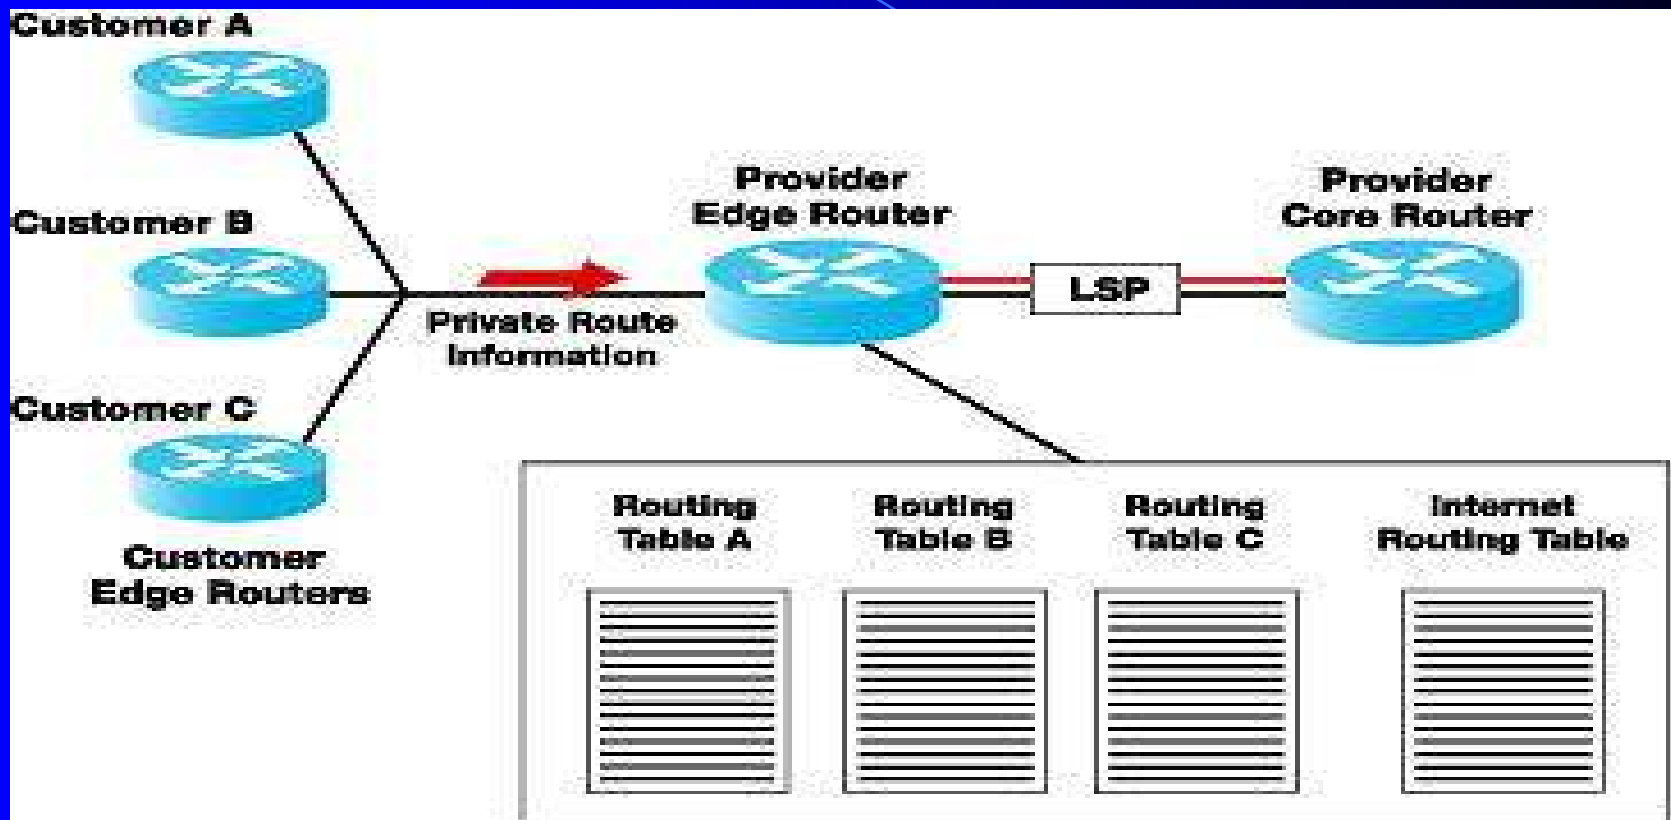 Customer A
Customer B
Customer C
Customer
Edge Routers
Private Route
Information
Provider
Edge Router
LSP
Provider
Core Router
Routing
Table A
Routing
Table B
Routing
Table C
Internet
Routing Table